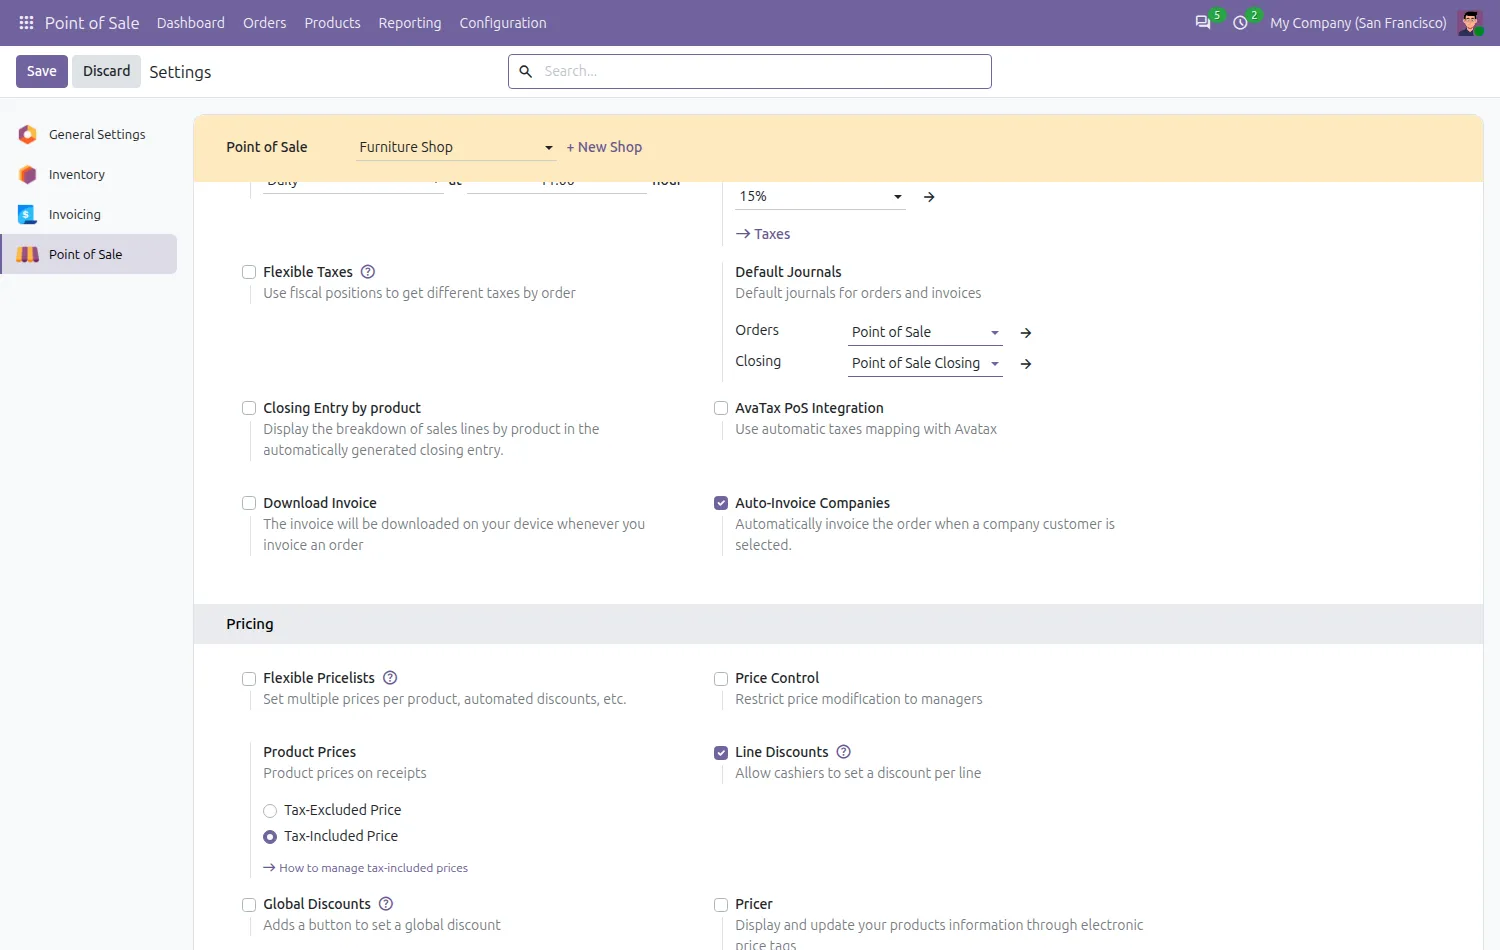 Point of Sale Dashboard Orders Products Reporting Configuration 5 2 My Company (San Francisco)
Save Discard Settings Search...
General Settings
Inventory
Invoicing
Point of Sale
Point of Sale Furniture Shop + New Shop
Daily at hour
15%
→ Taxes
Flexible Taxes ?
Use fiscal positions to get different taxes by order
Default Journals
Default journals for orders and invoices
Orders Point of Sale
Closing Point of Sale Closing
Closing Entry by product
Display the breakdown of sales lines by product in the
automatically generated closing entry.
AvaTax PoS Integration
Use automatic taxes mapping with Avatax
Download Invoice
The invoice will be downloaded on your device whenever you
invoice an order
Auto-Invoice Companies
Automatically invoice the order when a company customer is
selected.
Pricing
Flexible Pricelists ?
Set multiple prices per product, automated discounts, etc.
Price Control
Restrict price modification to managers
Product Prices
Product prices on receipts
Tax-Excluded Price
Tax-Included Price
→ How to manage tax-included prices
Line Discounts ?
Allow cashiers to set a discount per line
Global Discounts ?
Adds a button to set a global discount
Pricer
Display and update your products information through electronic
price tags